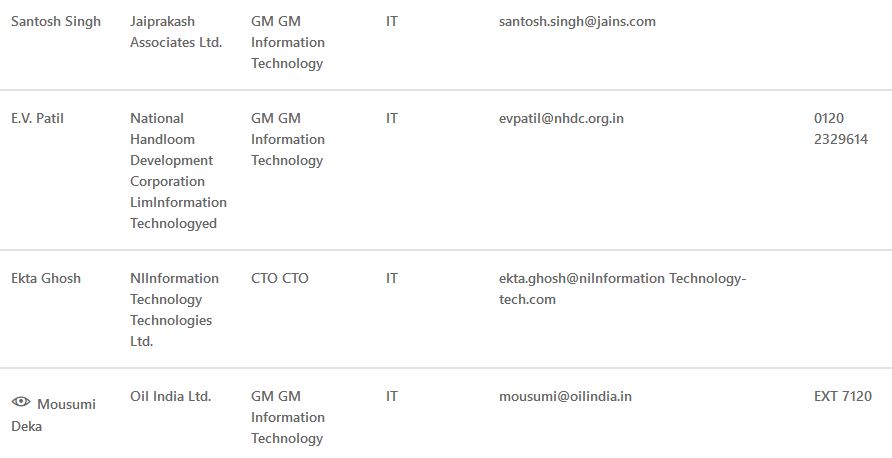 Santosh Singh Jaiprakash GM GM IT santosh.singh@jains.com
Associates Ltd. Information
Technology
E.V. Patil National GM GM IT evpatil@nhdc.org.in 0120
Handloom Information 2329614
Development Technology
Corporation
LimInformation
Technologyed
Ekta Ghosh NIInformation CTO CTO IT ekta.ghosh@niInformation Technology-
Technology tech.com
Technologies
Ltd.
Mousumi Oil India Ltd. GM GM IT mousumi@oilindia.in EXT 7120
Deka Information
Technology